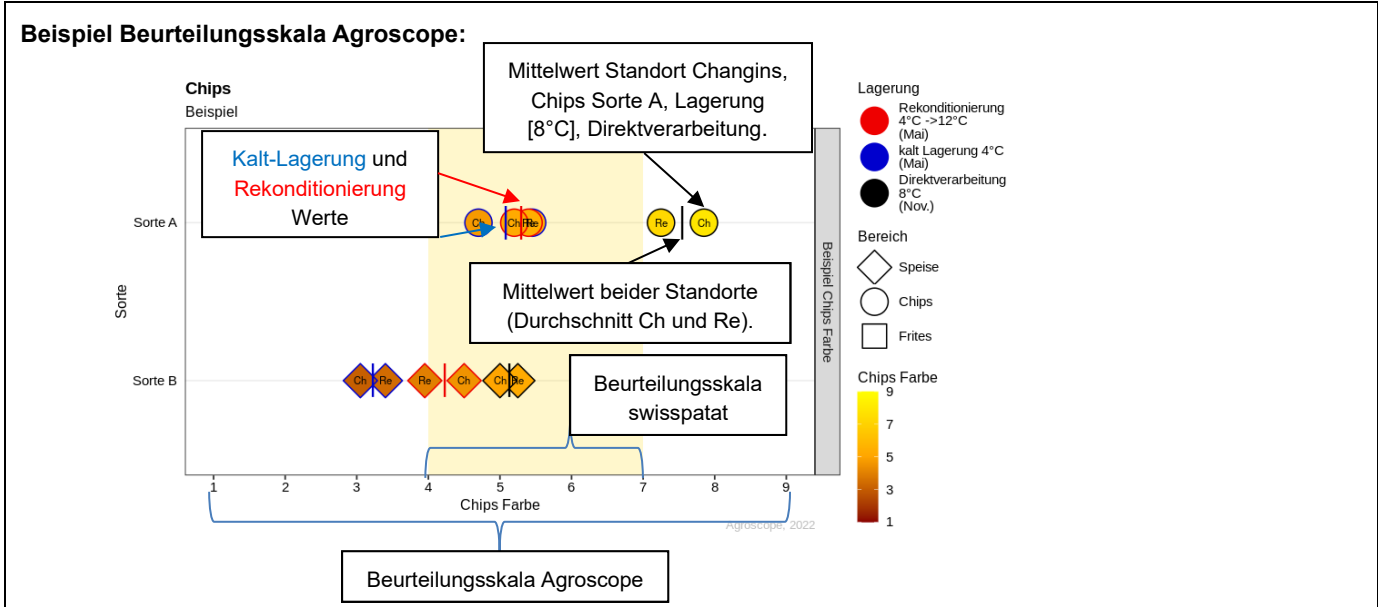 Beispiel Beurteilungsskala Agroscope:
Chips
Beispiel
Mittelwert Standort Changins,
Chips Sorte A, Lagerung
[8°C], Direktverarbeitung.
Kalt-Lagerung und
Rekonditionierung
Werte
Sorte A
Ch
Ch
Re
Re
Re
Ch
Mittelwert beider Standorte
(Durchschnitt Ch und Re).
Sorte
Sorte B
Ch
Re
Re
Ch
Ch
Re
Beurteilungsskala
swisspatat
1 2 3 4 5 6 7 8 9
Chips Farbe
Agroscope, 2022
Beurteilungsskala Agroscope
Beispiel Chips Farbe
Lagerung
Rekonditionierung
4°C ->12°C
(Mai)
kalt Lagerung 4°C
(Mai)
Direktverarbeitung
8°C
(Nov.)
Bereich
Speise
Chips
Frites
Chips Farbe
9
7
5
3
1